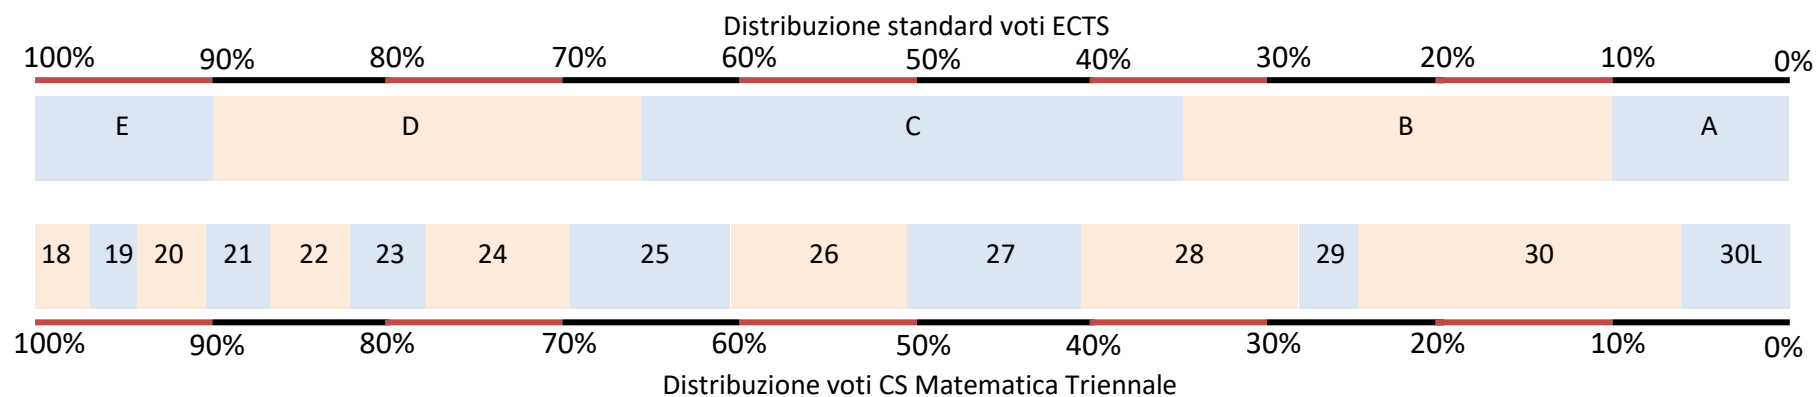 Distribuzione standard voti ECTS
100% 90% 80% 70% 60% 50% 40% 30% 20% 10% 0%
E D C B A
18 19 20 21 22 23 24 25 26 27 28 29 30 30L
100% 90% 80% 70% 60% 50% 40% 30% 20% 10% 0%
Distribuzione voti CS Matematica Triennale